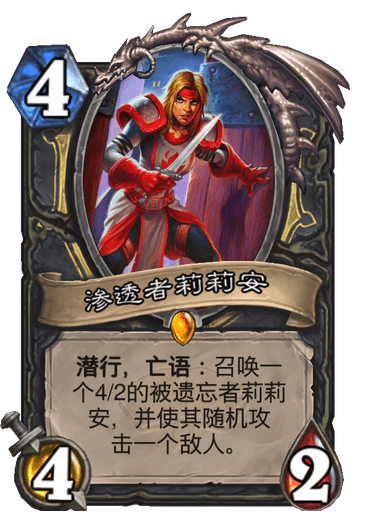 4
渗透者莉莉安
潜行，亡语：召唤一
个4/2的被遗忘者莉莉
安，并使其随机攻
击一个敌人。
4
2